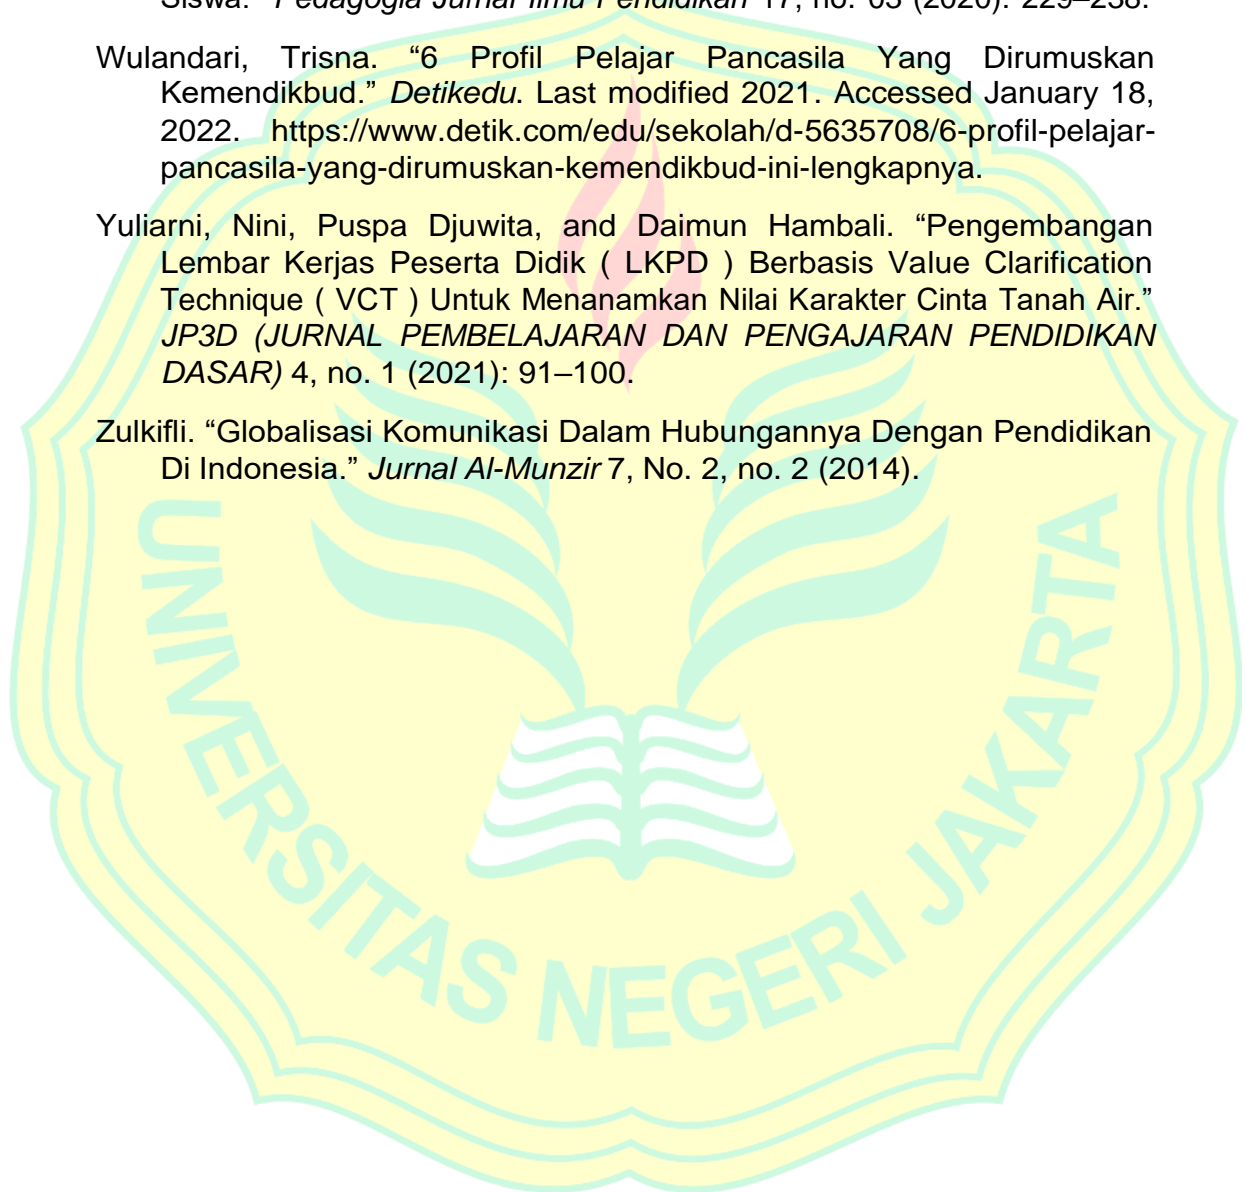 Siswa." Pedagogia Jurnal Ilmu Pendidikan 17, no. 03 (2020): 229–238.
Wulandari, Trisna. “6 Profil Pelajar Pancasila Yang Dirumuskan
Kemendikbud.” Detikedu. Last modified 2021. Accessed January 18,
2022. https://www.detik.com/edu/sekolah/d-5635708/6-profil-pelajar-
pancasila-yang-dirumuskan-kemendikbud-ini-lengkapnya.
Yuliarni, Nini, Puspa Djuwita, and Daimun Hambali. “Pengembangan
Lembar Kerjas Peserta Didik ( LKPD ) Berbasis Value Clarification
Technique ( VCT ) Untuk Menanamkan Nilai Karakter Cinta Tanah Air.”
JP3D (JURNAL PEMBELAJARAN DAN PENGAJARAN PENDIDIKAN
DASAR) 4, no. 1 (2021): 91–100.
Zulkifli. “Globalisasi Komunikasi Dalam Hubungannya Dengan Pendidikan
Di Indonesia.” Jurnal Al-Munzir 7, No. 2, no. 2 (2014).
UNIVERSITAS NEGERI JAKARTA